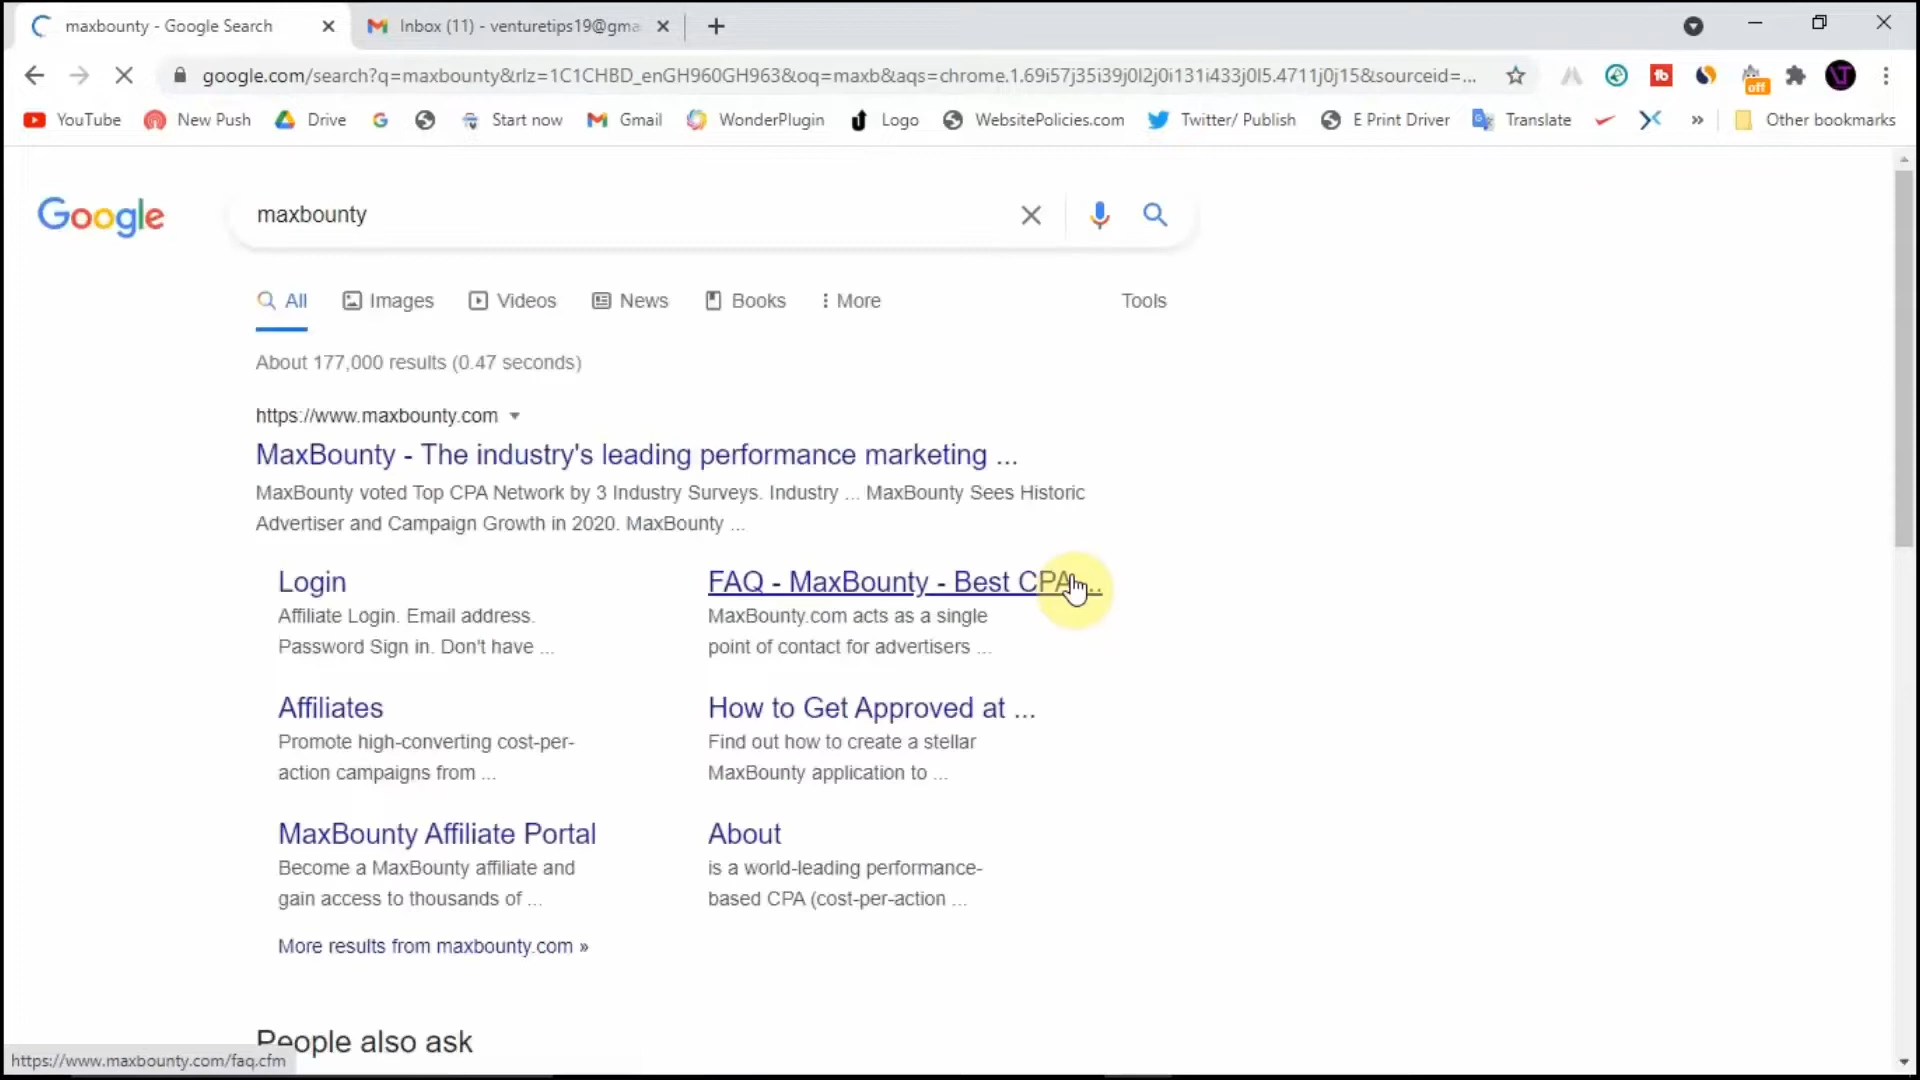 maxbounty - Google Search
Inbox (11) - venturetips19@gma
google.com/search?q=maxbounty&rlz=1C1CHBD_enGH960GH963&oq=maxb&aqs=chrome.1.69i57j35i39j0l2j0i131i433j0l5.4711j0j15&sourceid=...
off
YouTube New Push Drive Start now Gmail WonderPlugin Logo WebsitePolicies.com Twitter/ Publish E Print Driver Translate » Other bookmarks
Google
maxbounty
All Images Videos News Books More Tools
About 177,000 results (0.47 seconds)
https://www.maxbounty.com
MaxBounty - The industry's leading performance marketing ...
MaxBounty voted Top CPA Network by 3 Industry Surveys. Industry ... MaxBounty Sees Historic
Advertiser and Campaign Growth in 2020. MaxBounty ...
Login
Affiliate Login. Email address.
Password Sign in. Don't have ...
FAQ - MaxBounty - Best CPA ...
MaxBounty.com acts as a single
point of contact for advertisers ...
Affiliates
Promote high-converting cost-per-
action campaigns from ...
How to Get Approved at ...
Find out how to create a stellar
MaxBounty application to ...
MaxBounty Affiliate Portal
Become a MaxBounty affiliate and
gain access to thousands of ...
About
is a world-leading performance-
based CPA (cost-per-action ...
More results from maxbounty.com »
People also ask
https://www.maxbounty.com/faq.cfm